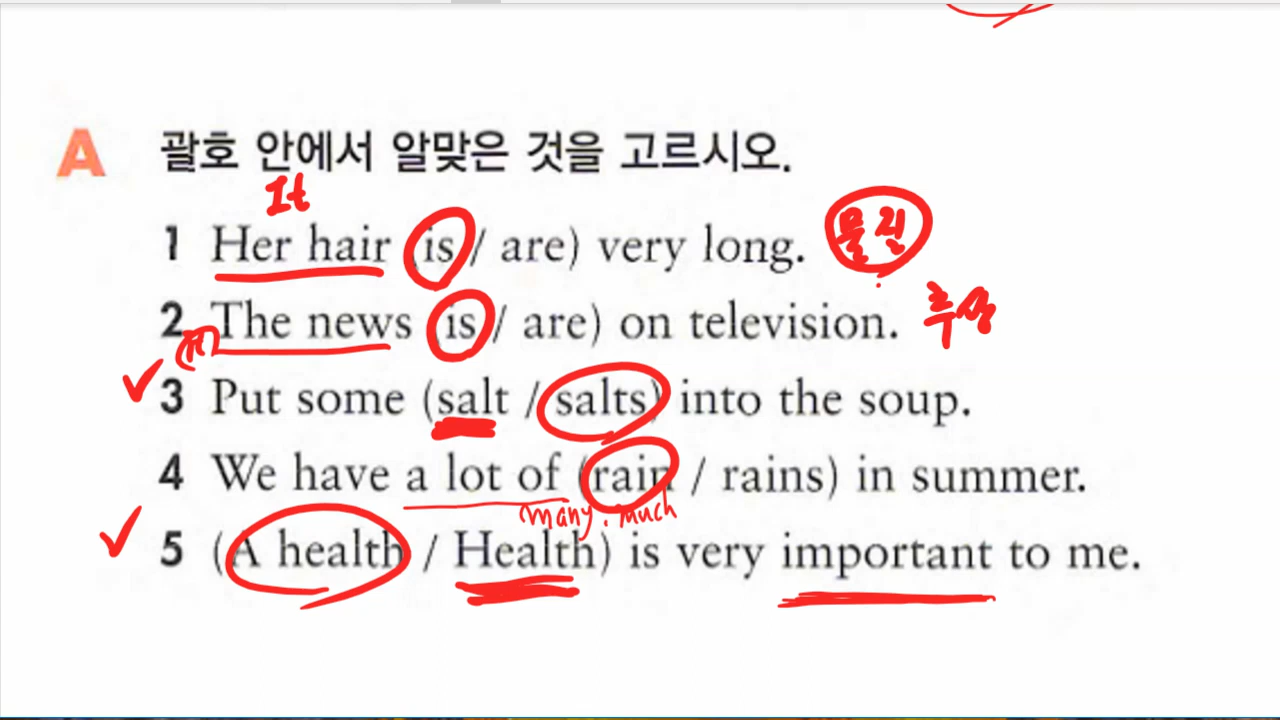 A 괄호 안에서 알맞은 것을 고르시오.
It
1 Her hair (is / are) very long. 물질
2 The news (is / are) on television. 추상
3 Put some (salt / salts) into the soup.
4 We have a lot of (rain / rains) in summer.
many. much
5 (A health / Health) is very important to me.